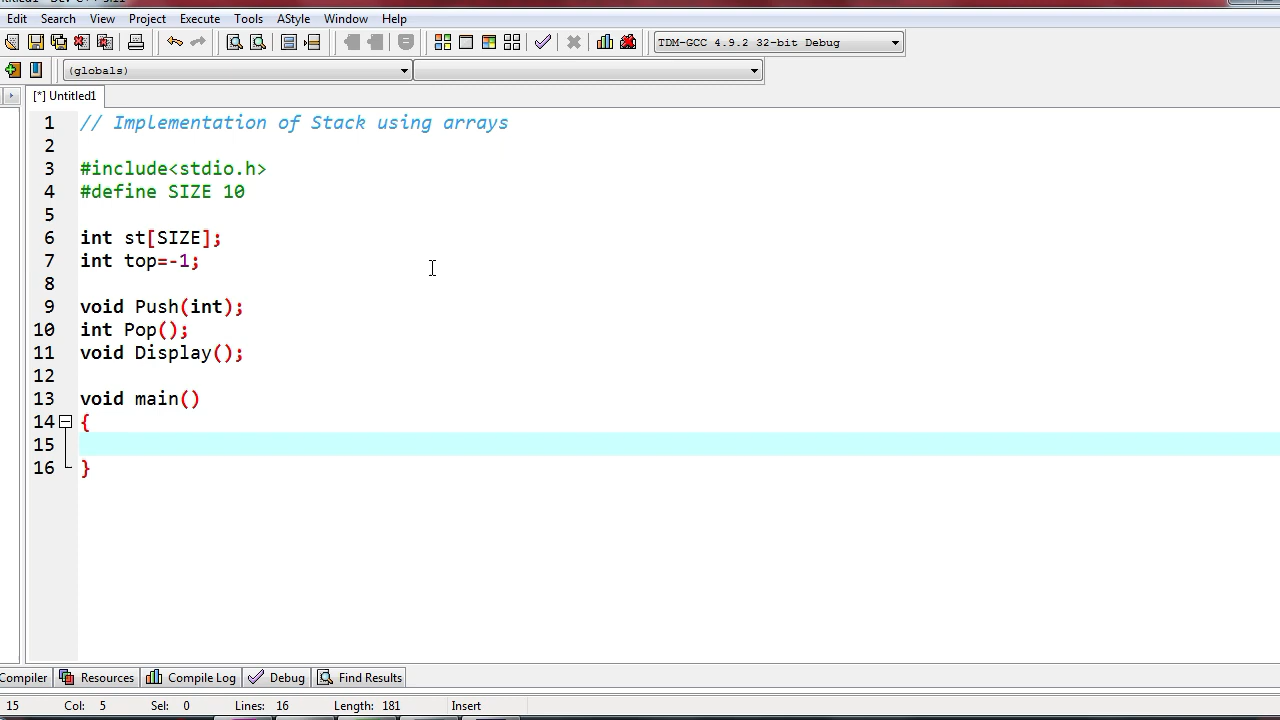 Edit Search View Project Execute Tools AStyle Window Help
TDM-GCC 4.9.2 32-bit Debug
(globals)
[*] Untitled1
1 // Implementation of Stack using arrays
2
3 #include<stdio.h>
4 #define SIZE 10
5
6 int st[SIZE];
7 int top=-1;
8
9 void Push(int);
10 int Pop();
11 void Display();
12
13 void main()
14 {
15
16 }
Compiler Resources Compile Log Debug Find Results
15 Col: 5 Sel: 0 Lines: 16 Length: 181 Insert